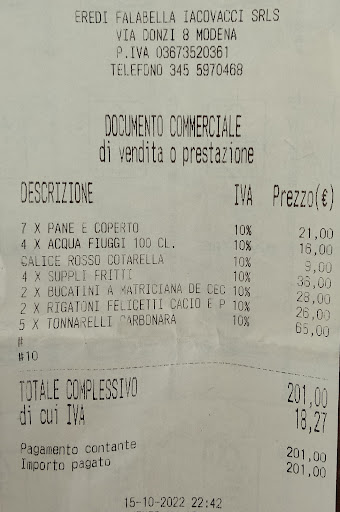 EREDI FALABELLA IACOVACCI SRLS
VIA DONZI 8 MODENA
P.IVA 03673520361
TELEFONO 345 5970468
DOCUMENTO COMMERCIALE
di vendita o prestazione
DESCRIZIONE IVA Prezzo(€)
7 X PANE E COPERTO 10% 21,00
4 X ACQUA FIUGGI 100 CL. 10% 16,00
CALICE ROSSO COTARELLA 10% 9,00
4 X SUPPLI FRITTI 10% 36,00
2 X BUCATINI A MATRICIANA DE CEC 10% 28,00
2 X RIGATONI FELICETTI CACIO E P 10% 26,00
5 X TONNARELLI CARBONARA 10% 65,00
#
#10
TOTALE COMPLESSIVO 201,00
di cui IVA 18,27
Pagamento contante 201,00
Importo pagato 201,00
15-10-2022 22:42